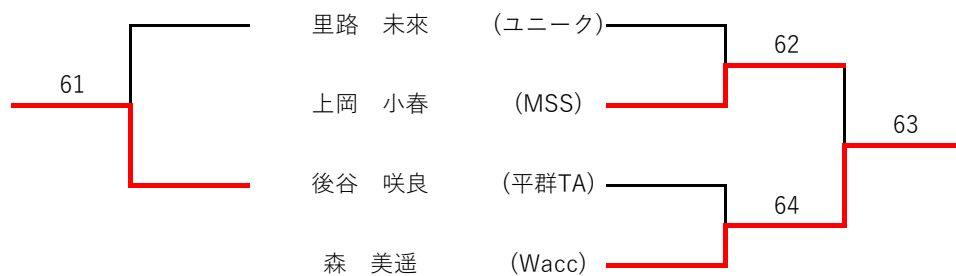 里路　未來　(ユニーク)
62
61
上岡　小春　(MSS)
63
後谷　咲良　(平群TA)
64
森　美遥　(Wacc)